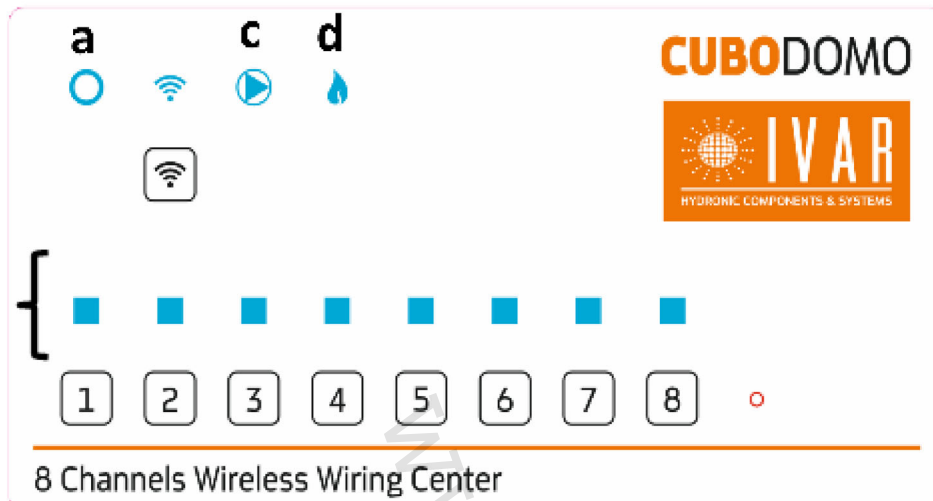 a c d
CUBODOMO
IVAR
HYDRONIC COMPONENTS & SYSTEMS
1 2 3 4 5 6 7 8
8 Channels Wireless Wiring Center